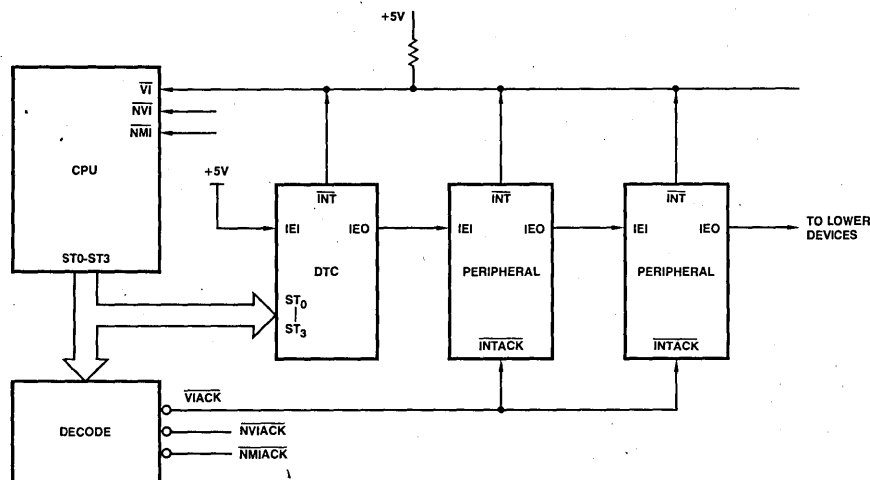 +5V
VI
NVI
NMI
CPU
+5V
INT
INT
INT
IEI IEO
IEI IEO
IEI IEO
TO LOWER
DEVICES
DTC
PERIPHERAL
PERIPHERAL
ST0-ST3
ST0
ST3
INTACK
INTACK
VIACK
DECODE
NVIACK
NMIACK